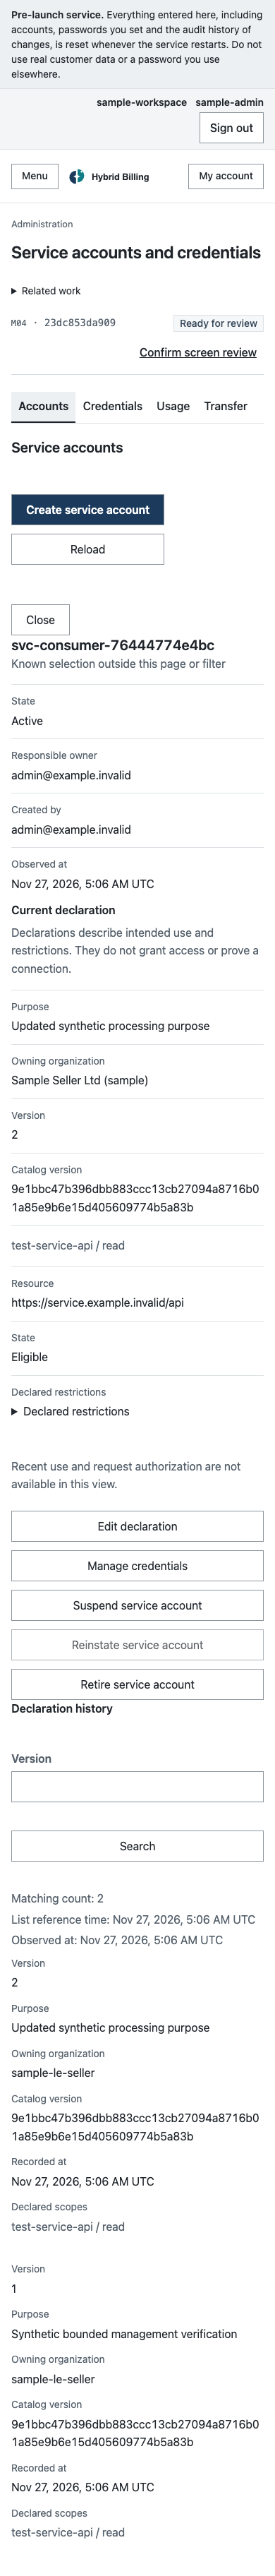 Pre-launch service. Everything entered here, including
accounts, passwords you set and the audit history of
changes, is reset whenever the service restarts. Do not
use real customer data or a password you use
elsewhere.
sample-workspace sample-admin
Sign out
Menu
Hybrid Billing
My account
Administration
Service accounts and credentials
Related work
M04 · 23dc853da909
Ready for review
Confirm screen review
Accounts Credentials Usage Transfer
Service accounts
Create service account
Reload
Close
svc-consumer-76444774e4bc
Known selection outside this page or filter
State
Active
Responsible owner
admin@example.invalid
Created by
admin@example.invalid
Observed at
Nov 27, 2026, 5:06 AM UTC
Current declaration
Declarations describe intended use and
restrictions. They do not grant access or prove a
connection.
Purpose
Updated synthetic processing purpose
Owning organization
Sample Seller Ltd (sample)
Version
2
Catalog version
9e1bbc47b396dbb883ccc13cb27094a8716b0
1a85e9b6e15d405609774b5a83b
test-service-api / read
Resource
https://service.example.invalid/api
State
Eligible
Declared restrictions
Declared restrictions
Recent use and request authorization are not
available in this view.
Edit declaration
Manage credentials
Suspend service account
Reinstate service account
Retire service account
Declaration history
Version
Search
Matching count: 2
List reference time: Nov 27, 2026, 5:06 AM UTC
Observed at: Nov 27, 2026, 5:06 AM UTC
Version
2
Purpose
Updated synthetic processing purpose
Owning organization
sample-le-seller
Catalog version
9e1bbc47b396dbb883ccc13cb27094a8716b0
1a85e9b6e15d405609774b5a83b
Recorded at
Nov 27, 2026, 5:06 AM UTC
Declared scopes
test-service-api / read
Version
1
Purpose
Synthetic bounded management verification
Owning organization
sample-le-seller
Catalog version
9e1bbc47b396dbb883ccc13cb27094a8716b0
1a85e9b6e15d405609774b5a83b
Recorded at
Nov 27, 2026, 5:06 AM UTC
Declared scopes
test-service-api / read